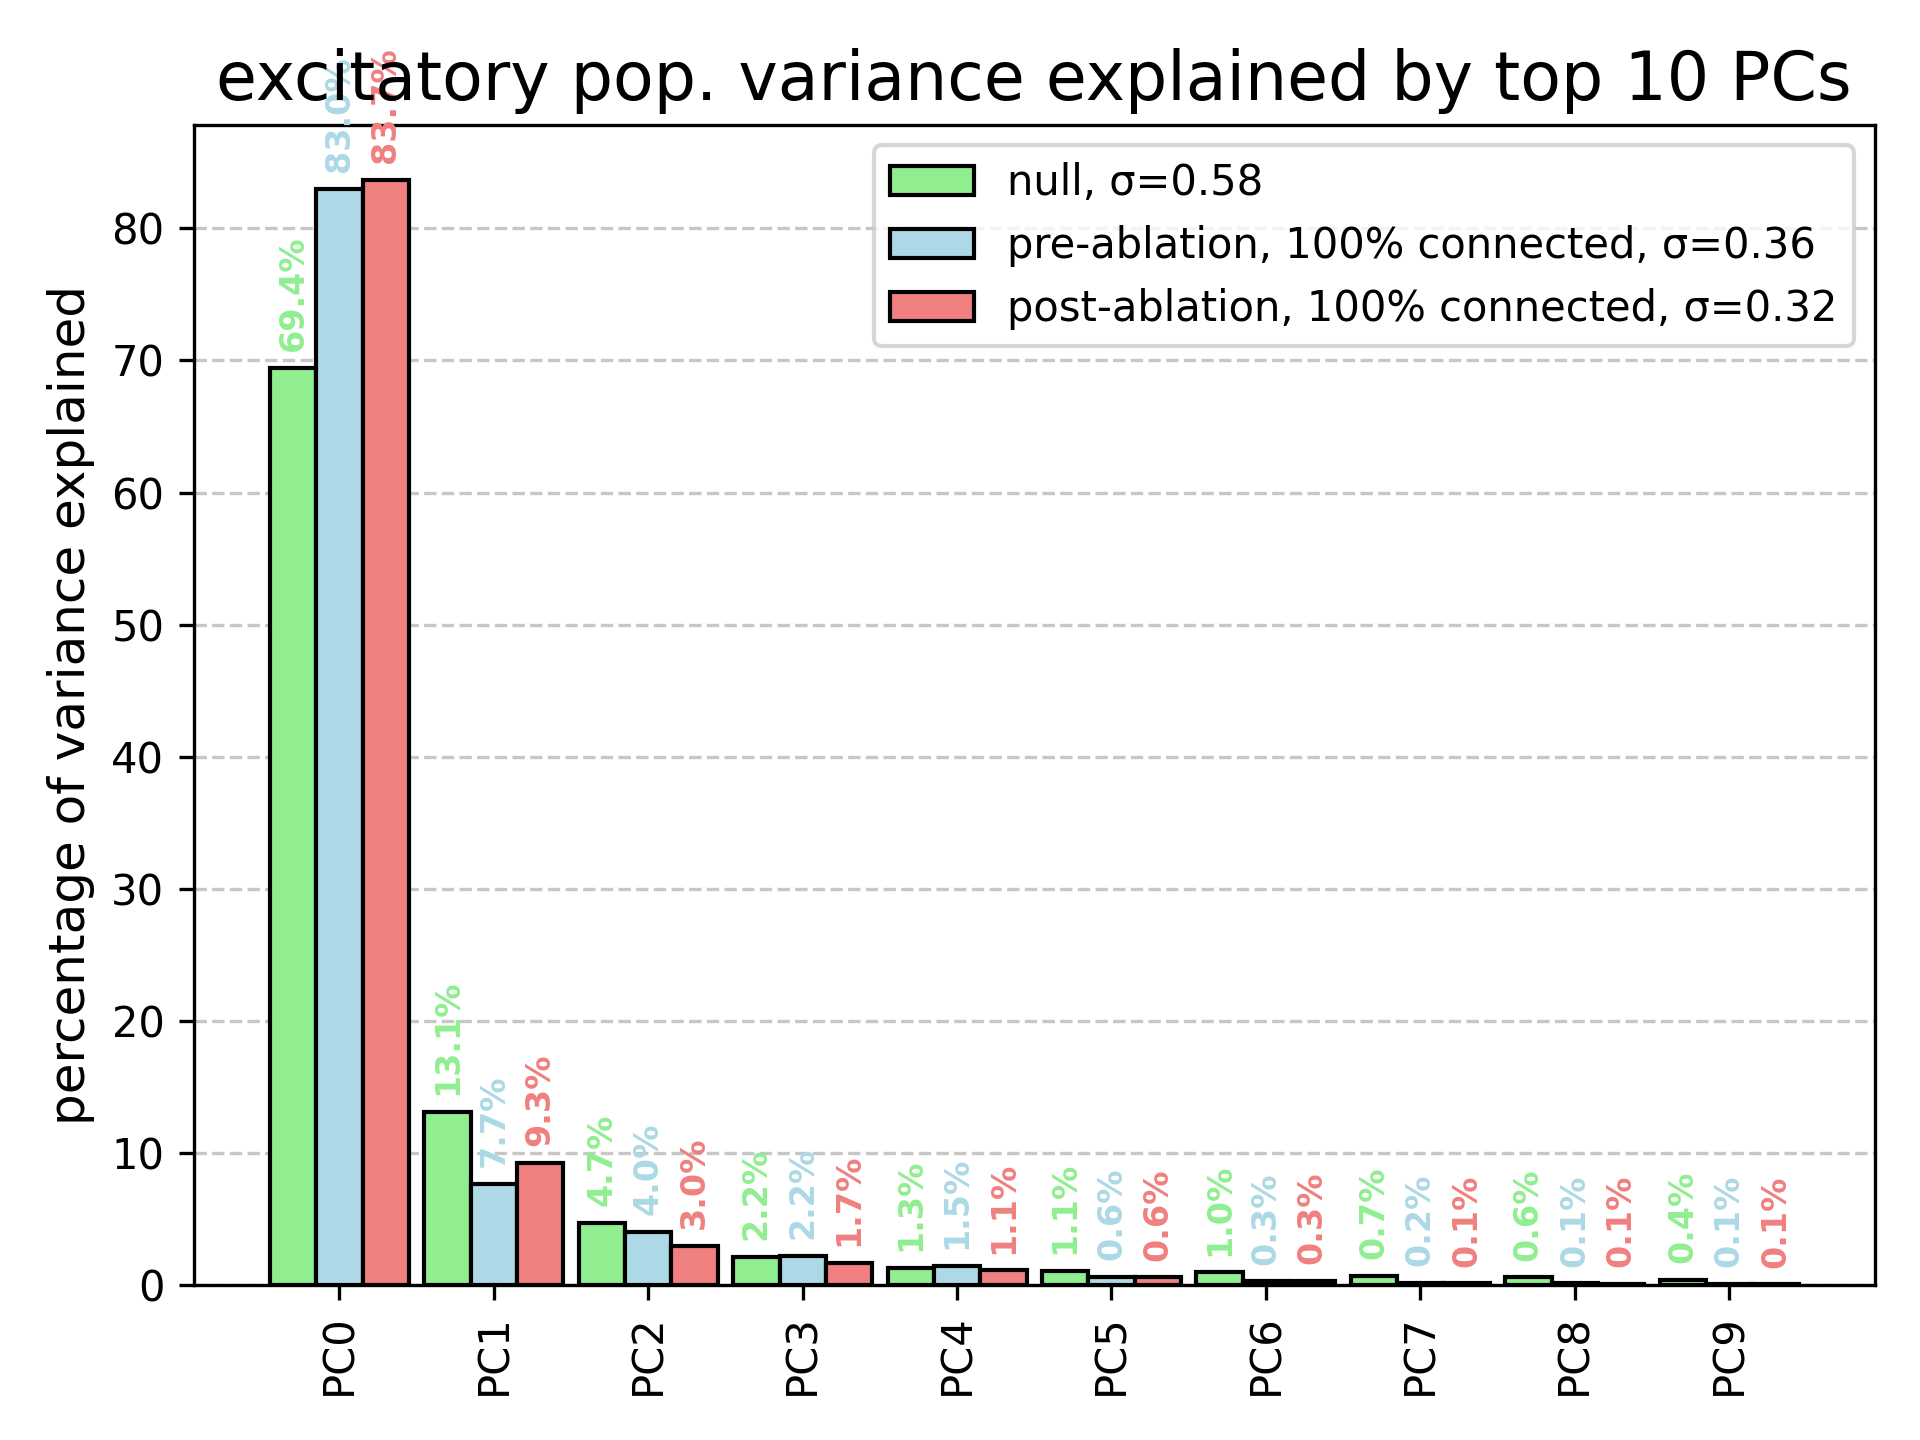 excitatory pop. variance explained by top 10 PCs
null, σ=0.58
pre-ablation, 100% connected, σ=0.36
post-ablation, 100% connected, σ=0.32
percentage of variance explained
80
70
60
50
40
30
20
10
0
69.4%
83.0%
83.7%
13.1%
7.7%
9.3%
4.7%
4.0%
3.0%
2.2%
2.2%
1.7%
1.3%
1.5%
1.1%
1.1%
0.6%
0.6%
1.0%
0.3%
0.3%
0.7%
0.2%
0.1%
0.6%
0.1%
0.1%
0.4%
0.1%
0.1%
PC0
PC1
PC2
PC3
PC4
PC5
PC6
PC7
PC8
PC9